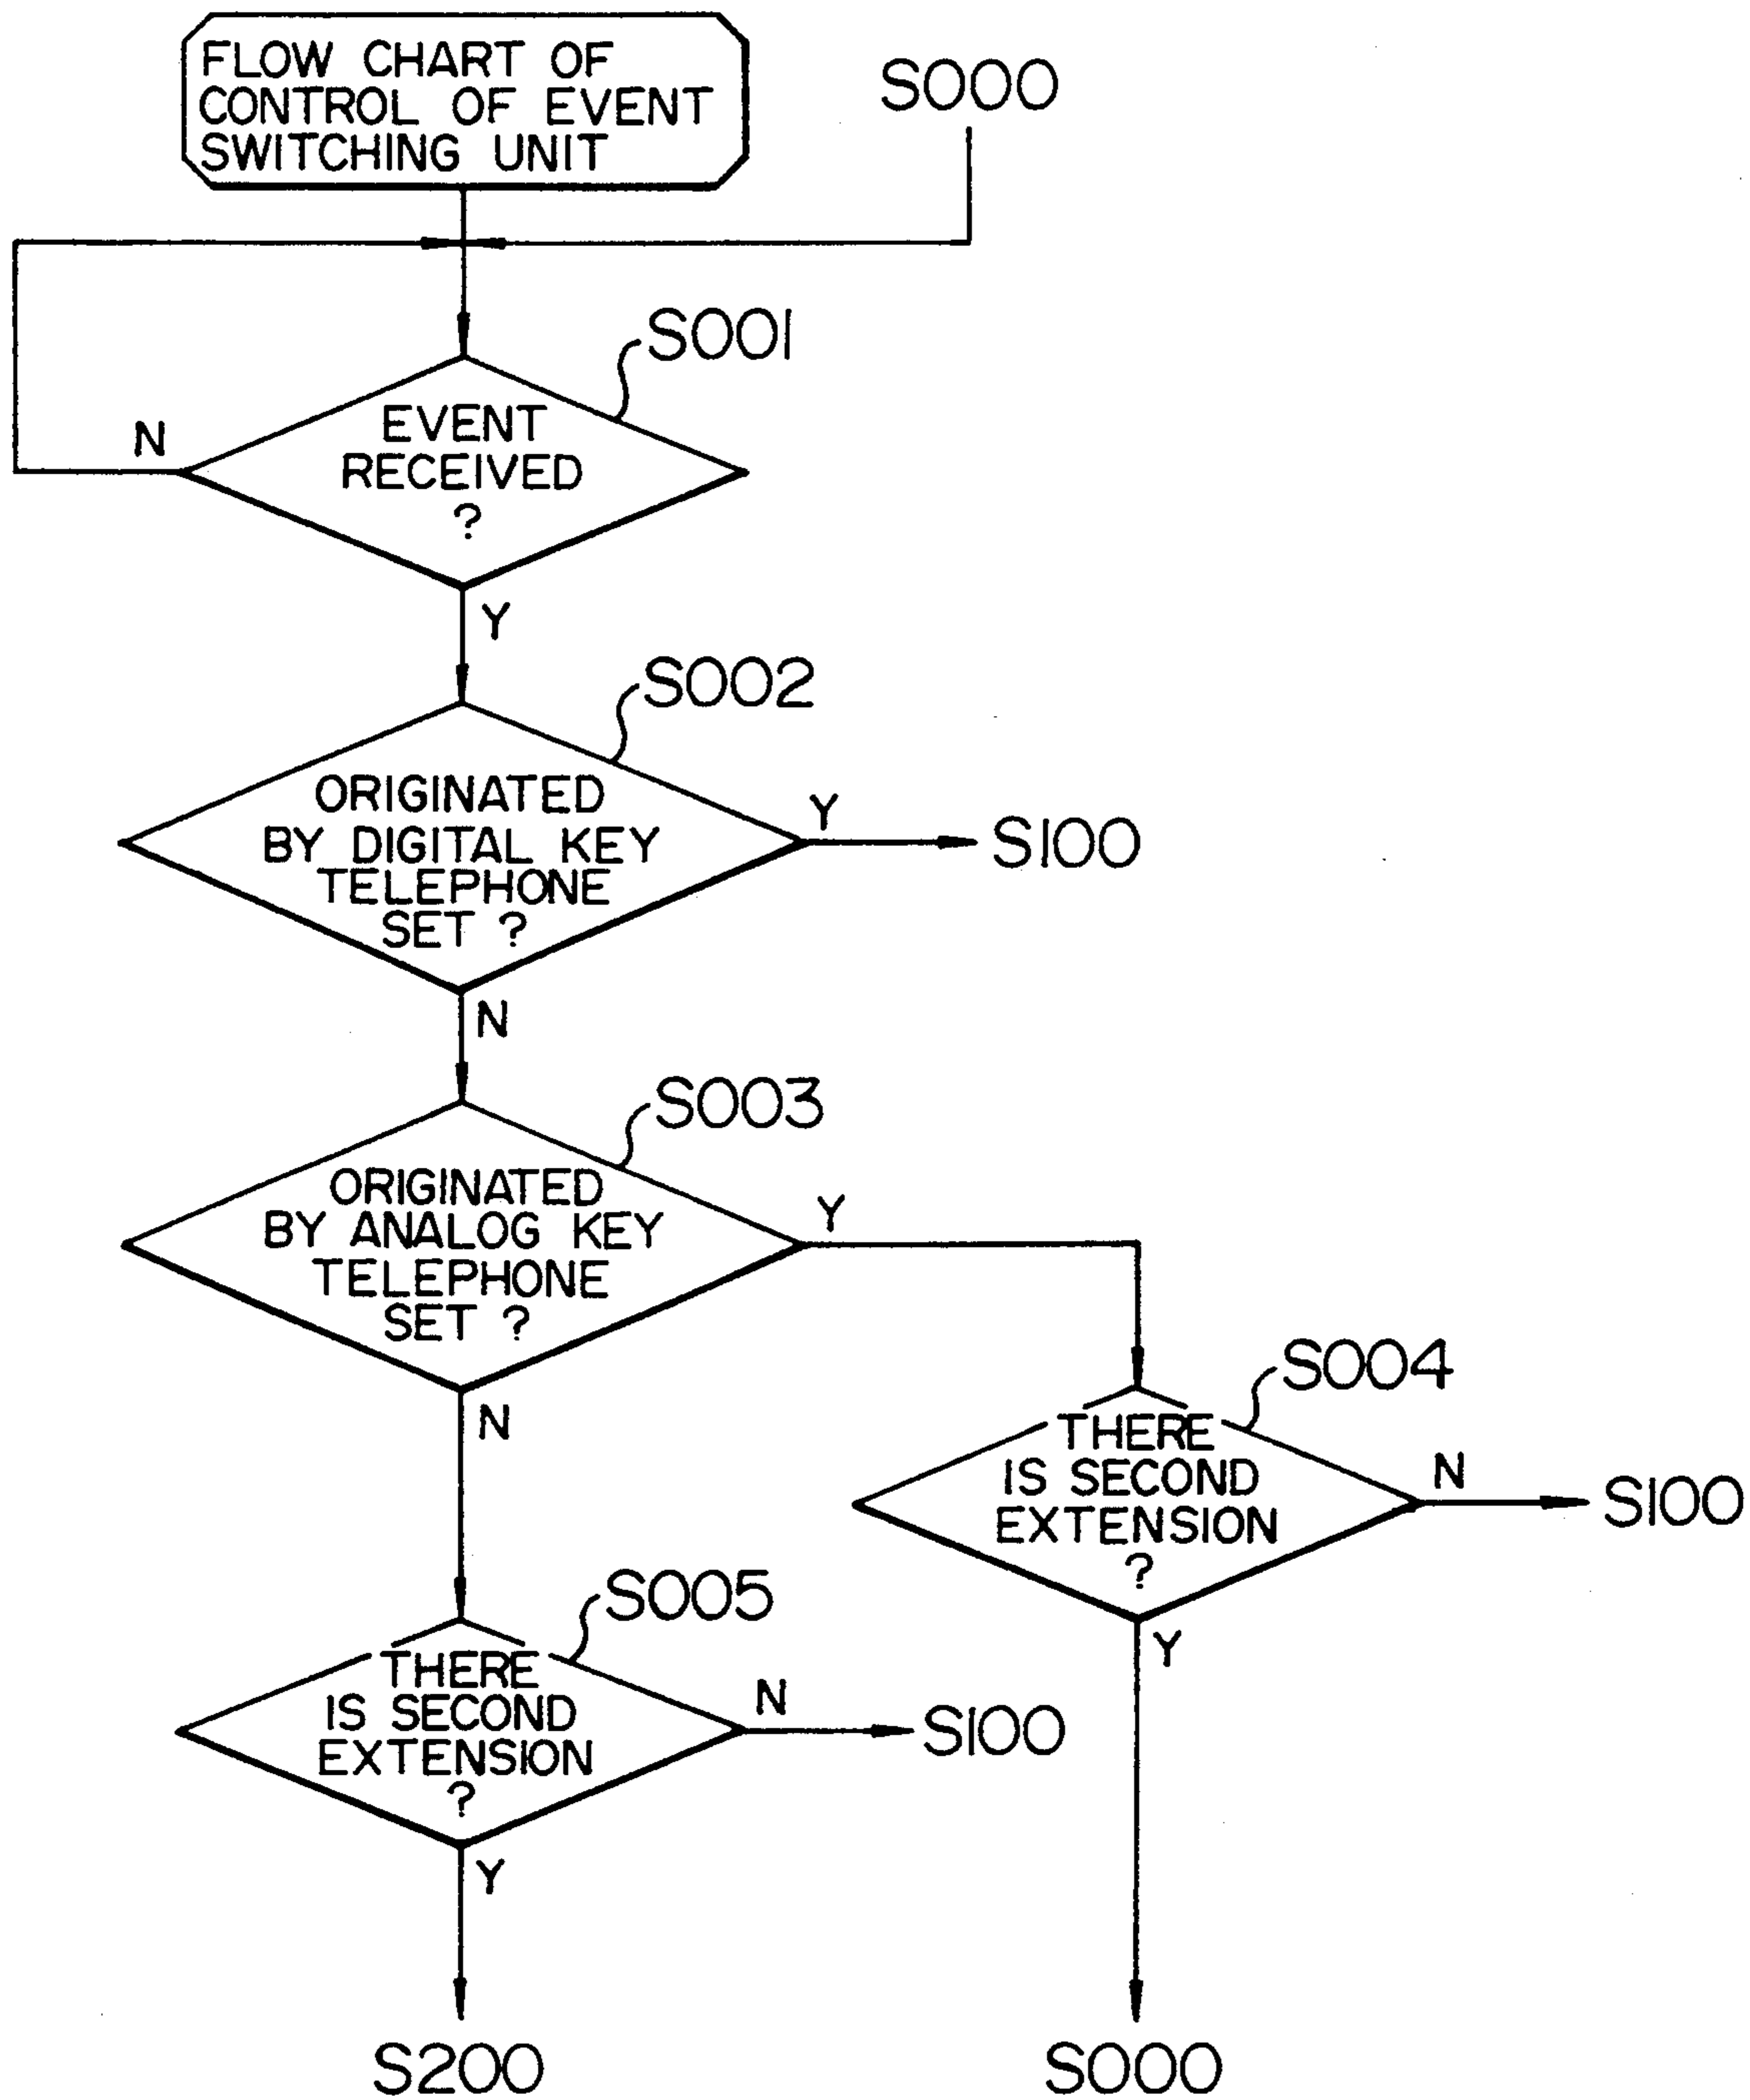 FLOW CHART OF
CONTROL OF EVENT
SWITCHING UNIT
S000
S001
EVENT
RECEIVED
?
N
Y
S002
ORIGINATED
BY DIGITAL KEY
TELEPHONE
SET ?
Y
S100
N
S003
ORIGINATED
BY ANALOG KEY
TELEPHONE
SET ?
Y
N
S004
THERE
IS SECOND
EXTENSION
?
N
S100
Y
S005
THERE
IS SECOND
EXTENSION
?
N
S100
Y
S200
S000